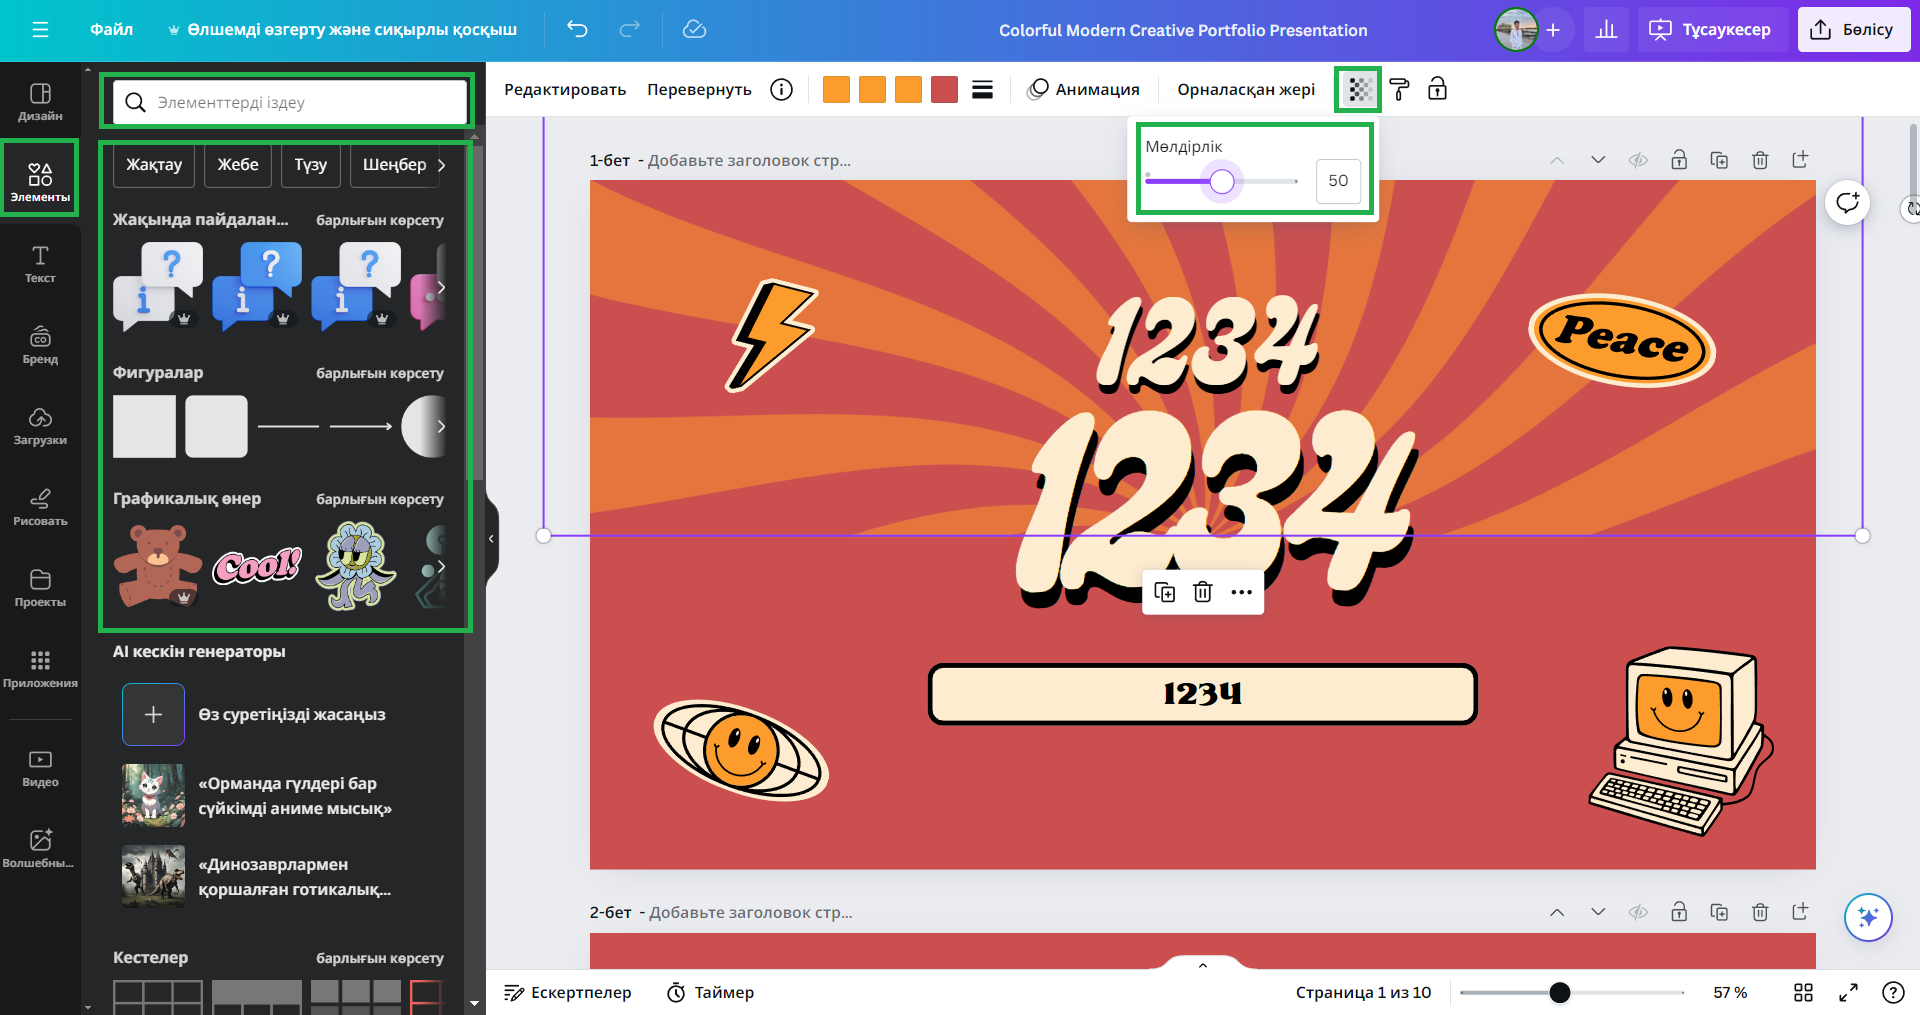 Файл
Өлшемді өзгерту және сиқырлы қосқыш
Colorful Modern Creative Portfolio Presentation
Тұсаукесер
Бөлісу
Дизайн
Элементы
Текст
Бренд
Загрузки
Рисовать
Проекты
Приложения
Видео
Волшебны...
Элементтерді іздеу
Жақтау
Жебе
Түзу
Шеңбер
Жақында пайдалан...
барлығын көрсету
Фигуралар
барлығын көрсету
Графикалық өнер
барлығын көрсету
Cool!
AI кескін генераторы
Өз суретіңізді жасаңыз
«Орманда гүлдері бар
сүйкімді аниме мысық»
«Динозаврлармен
қоршалған готикалық...
Кестелер
барлығын көрсету
Редактировать
Перевернуть
Анимация
Орналасқан жері
Мөлдірлік
50
1-бет - Добавьте заголовок стр...
1234
Peace
1234
1234
2-бет - Добавьте заголовок стр...
Ескертпелер
Таймер
Страница 1 из 10
57 %